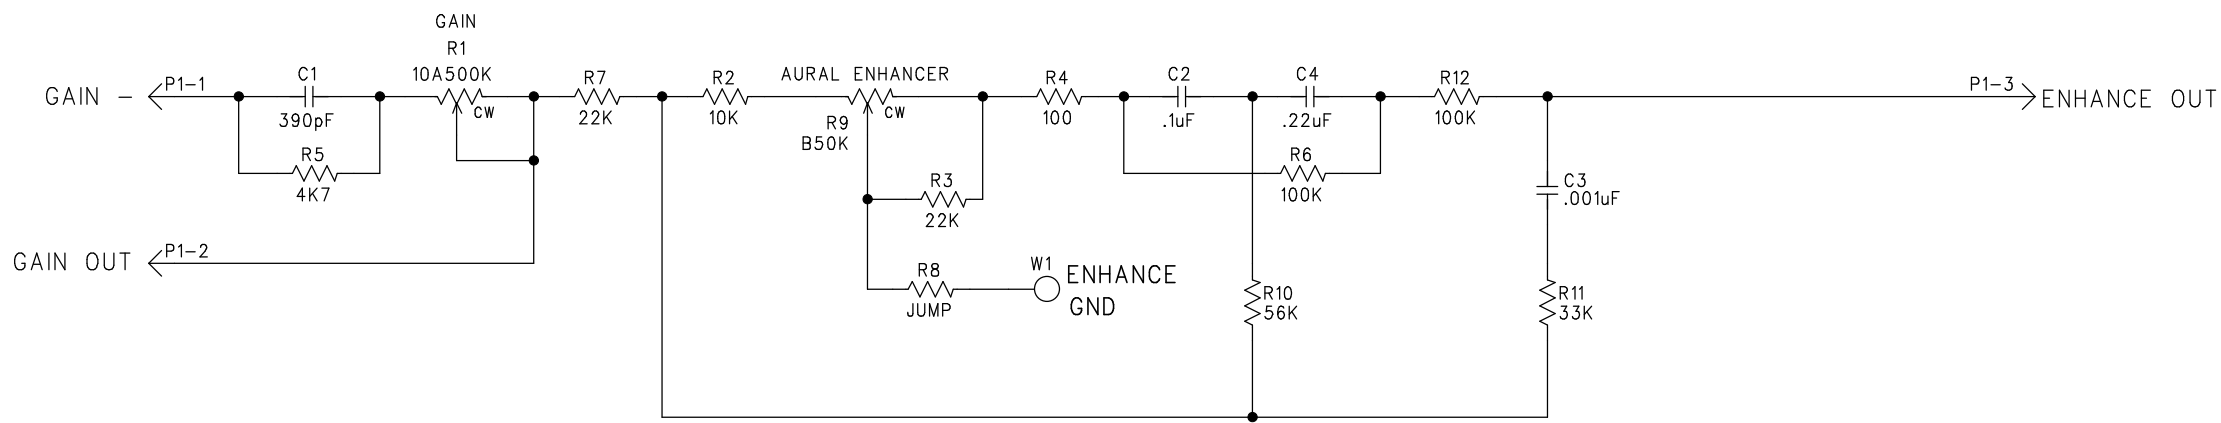 GAIN
R1
10A500K
CW
GAIN -
P1-1
C1
390pF
R5
4K7
GAIN OUT
P1-2
R7
22K
R2
10K
AURAL ENHANCER
R9
B50K
CW
R3
22K
R8
JUMP
W1
ENHANCE
GND
R4
100
C2
.1uF
C4
.22uF
R6
100K
R10
56K
R12
100K
C3
.001uF
R11
33K
P1-3
ENHANCE OUT